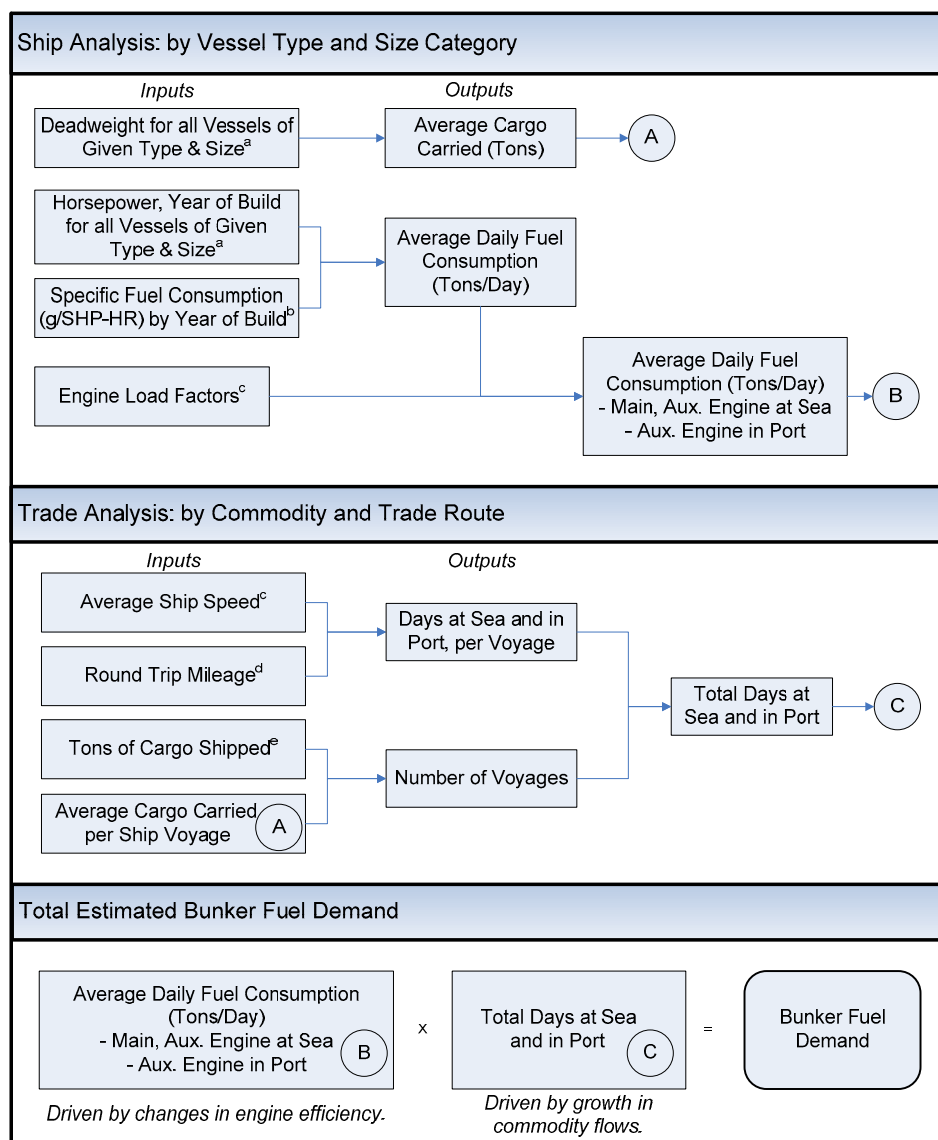 Ship Analysis: by Vessel Type and Size Category
Inputs
Outputs
Deadweight for all Vessels of
Given Type & Size^a
Average Cargo
Carried (Tons)
A
Horsepower, Year of Build
for all Vessels of Given
Type & Size^a
Average Daily Fuel
Consumption
(Tons/Day)
Specific Fuel Consumption
(g/SHP-HR) by Year of Build^b
Engine Load Factors^c
Average Daily Fuel
Consumption (Tons/Day)
- Main, Aux. Engine at Sea
- Aux. Engine in Port
B
Trade Analysis: by Commodity and Trade Route
Inputs
Outputs
Average Ship Speed^c
Round Trip Mileage^d
Days at Sea and in
Port, per Voyage
Tons of Cargo Shipped^e
Average Cargo Carried
per Ship Voyage
A
Number of Voyages
Total Days at
Sea and in Port
C
Total Estimated Bunker Fuel Demand
Average Daily Fuel Consumption
(Tons/Day)
- Main, Aux. Engine at Sea
- Aux. Engine in Port
B
x
Total Days at Sea
and in Port
C
=
Bunker Fuel
Demand
Driven by changes in engine efficiency.
Driven by growth in
commodity flows.